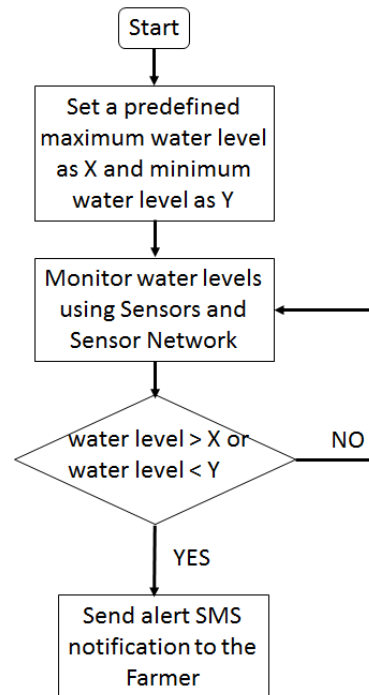 Start
Set a predefined
maximum water level
as X and minimum
water level as Y
Monitor water levels
using Sensors and
Sensor Network
water level > X or
water level < Y
NO
YES
Send alert SMS
notification to the
Farmer